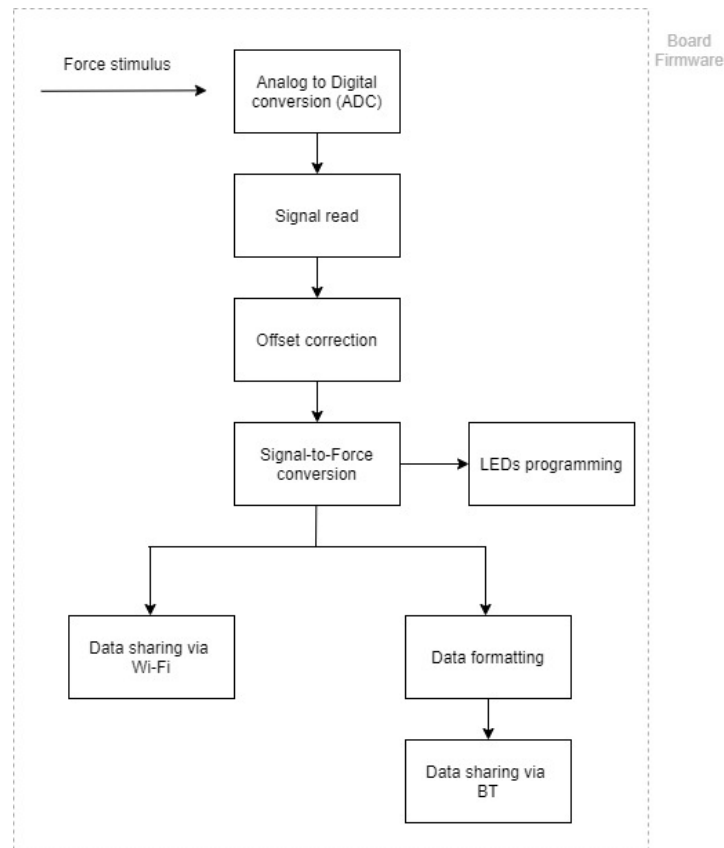 Board
Firmware
Force stimulus
Analog to Digital
conversion (ADC)
Signal read
Offset correction
Signal-to-Force
conversion
LEDs programming
Data sharing via
Wi-Fi
Data formatting
Data sharing via
BT